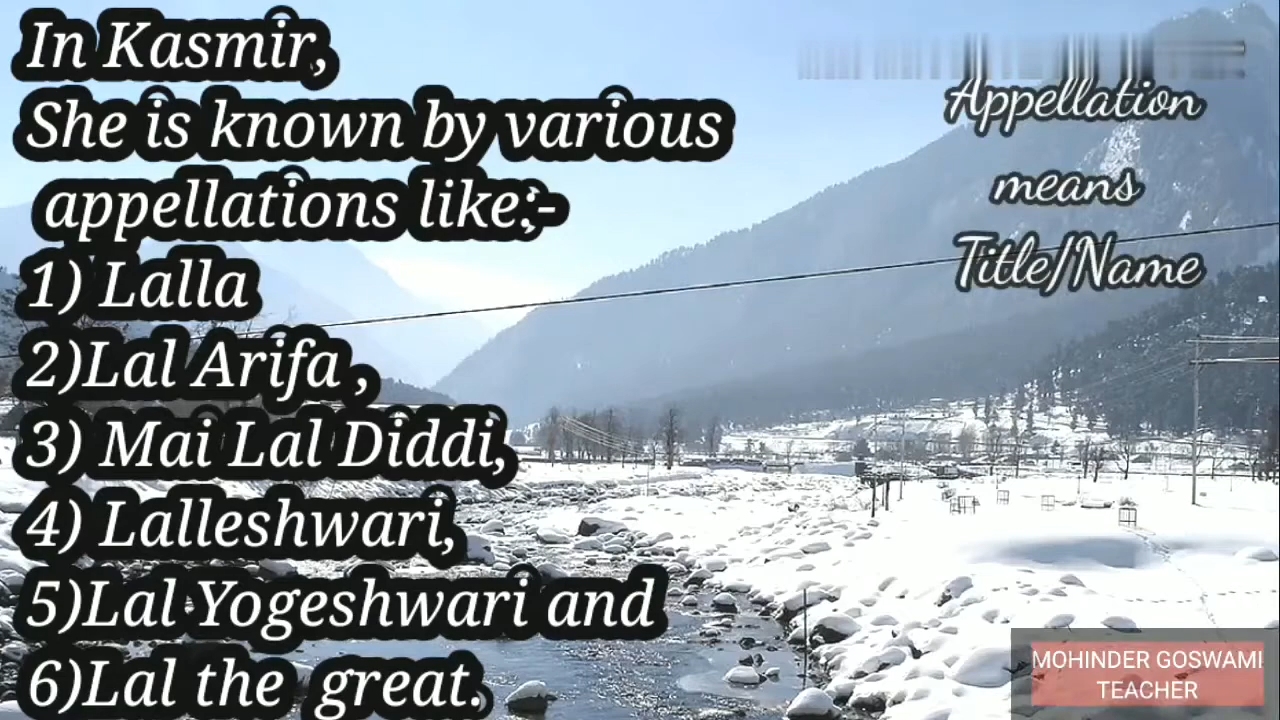 In Kasmir,
She is known by various
appellations like:-
1) Lalla
2)Lal Arifa ,
3) Mai Lal Diddi,
4) Lalleshwari,
5)Lal Yogeshwari and
6)Lal the great.
Appellation
means
Title/Name
MOHINDER GOSWAMI
TEACHER